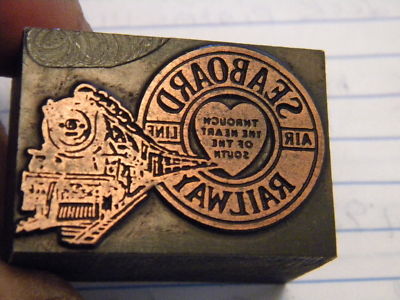 SEABOARD
AIR LINE
RAILWAY
THROUGH
THE HEART
OF THE
SOUTH